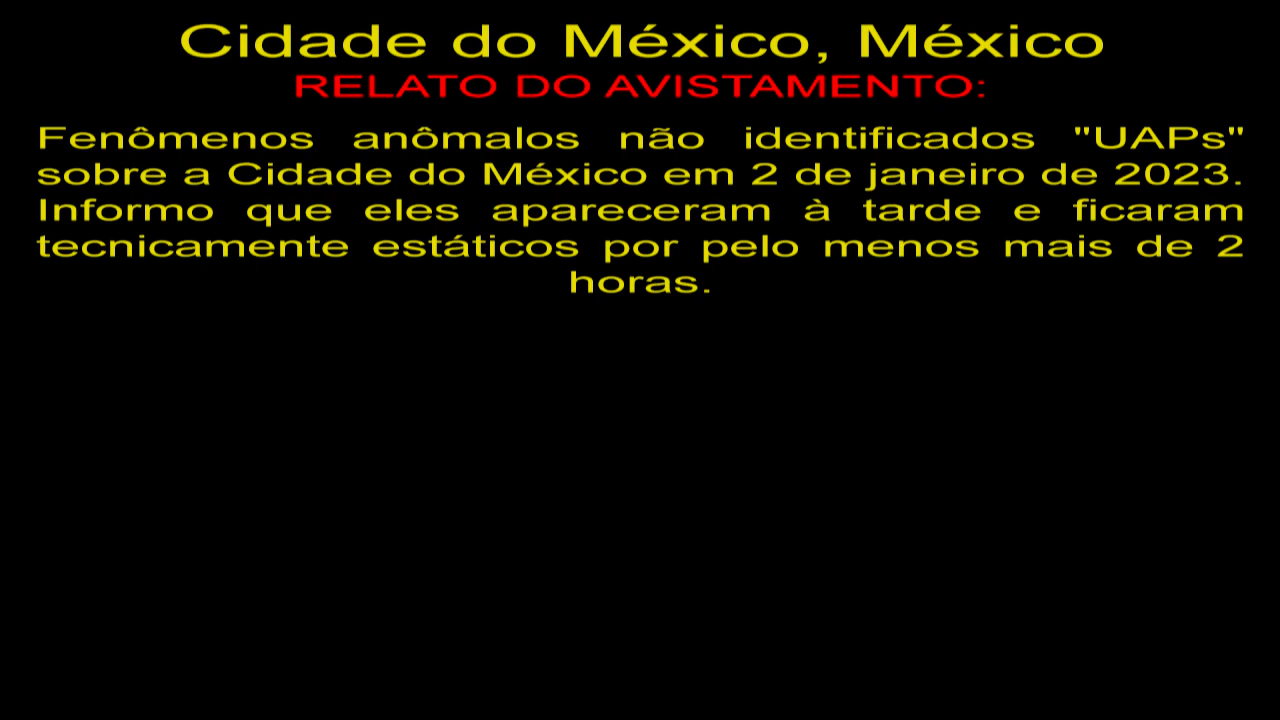 Cidade do México, México
RELATO DO AVISTAMENTO:
Fenômenos anômalos não identificados "UAPs"
sobre a Cidade do México em 2 de janeiro de 2023.
Informo que eles apareceram à tarde e ficaram
tecnicamente estáticos por pelo menos mais de 2
horas.